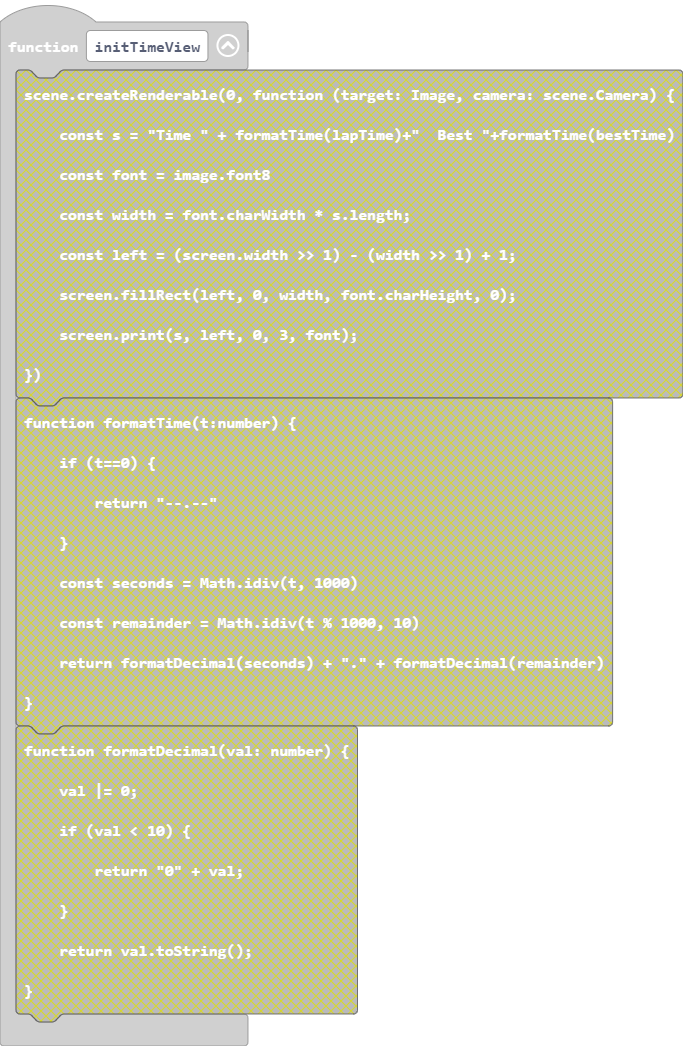 function initTimeView
scene.createRenderable(0, function (target: Image, camera: scene.Camera) {
const s = "Time " + formatTime(lapTime)+"  Best "+formatTime(bestTime)
const font = image.font8
const width = font.charWidth * s.length;
const left = (screen.width >> 1) - (width >> 1) + 1;
screen.fillRect(left, 0, width, font.charHeight, 0);
screen.print(s, left, 0, 3, font);
})
function formatTime(t:number) {
if (t==0) {
return "--.--"
}
const seconds = Math.idiv(t, 1000)
const remainder = Math.idiv(t % 1000, 10)
return formatDecimal(seconds) + "." + formatDecimal(remainder)
}
function formatDecimal(val: number) {
val |= 0;
if (val < 10) {
return "0" + val;
}
return val.toString();
}